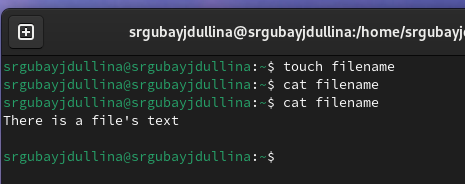 srgubayjdullina@srgubayjdullina:/home/srgubayj
srgubayjdullina@srgubayjdullina:~$ touch filename
srgubayjdullina@srgubayjdullina:~$ cat filename
srgubayjdullina@srgubayjdullina:~$ cat filename
There is a file's text
srgubayjdullina@srgubayjdullina:~$